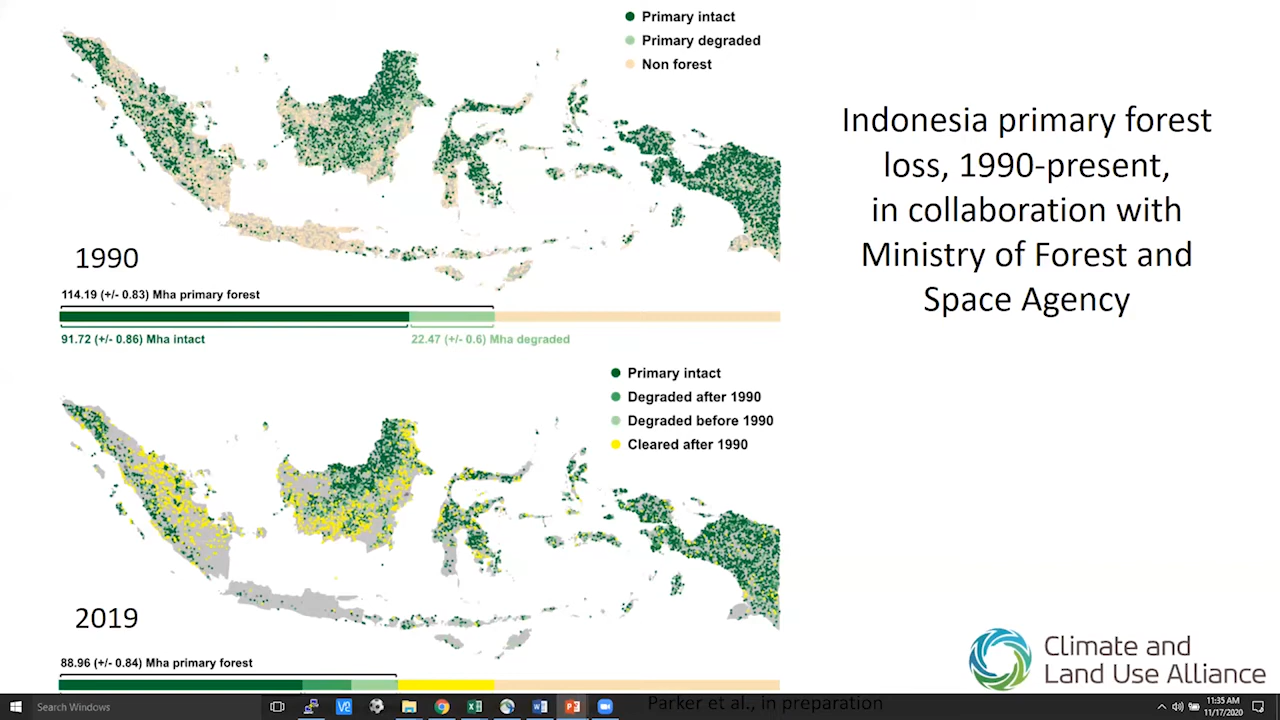 Primary intact
Primary degraded
Non forest
Indonesia primary forest
loss, 1990-present,
in collaboration with
Ministry of Forest and
Space Agency
1990
114.19 (+/- 0.83) Mha primary forest
91.72 (+/- 0.86) Mha intact
22.47 (+/- 0.6) Mha degraded
Primary intact
Degraded after 1990
Degraded before 1990
Cleared after 1990
2019
88.96 (+/- 0.84) Mha primary forest
Climate and
Land Use Alliance
Parker et al., in preparation
Search Windows
11:35 AM
11/17/2020